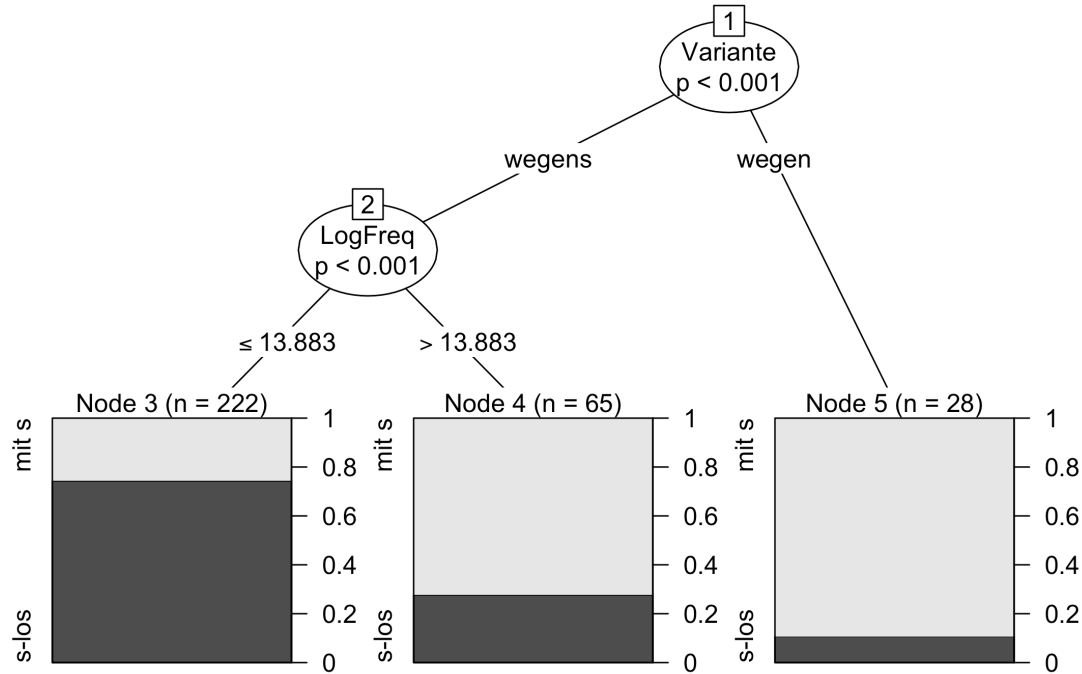 1
Variante
p < 0.001
wegens
wegen
2
LogFreq
p < 0.001
≤ 13.883
> 13.883
Node 3 (n = 222)
mit s
s-los
1
0.8
0.6
0.4
0.2
0
Node 4 (n = 65)
mit s
s-los
1
0.8
0.6
0.4
0.2
0
Node 5 (n = 28)
mit s
s-los
1
0.8
0.6
0.4
0.2
0